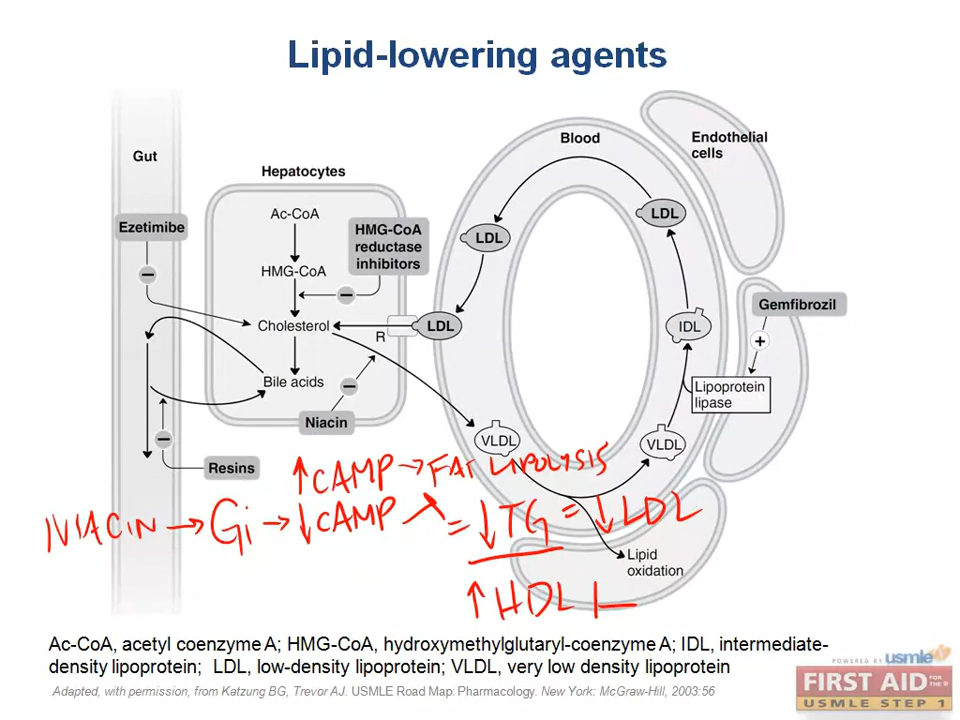 Lipid-lowering agents
Blood
Endothelial
cells
Gut
Hepatocytes
Ac-CoA
LDL
Ezetimibe
HMG-CoA
reductase
inhibitors
LDL
−
HMG-CoA
−
Gemfibrozil
Cholesterol
R
LDL
IDL
+
Bile acids
−
Lipoprotein
lipase
Niacin
−
VLDL
VLDL
Resins
↑ CAMP → FAT LIPOLYSIS
NIACIN → Gi → ↓ CAMP = ↓ TG = ↓ LDL
Lipid
oxidation
↑ HDL
Ac-CoA, acetyl coenzyme A; HMG-CoA, hydroxymethylglutaryl-coenzyme A; IDL, intermediate-
density lipoprotein; LDL, low-density lipoprotein; VLDL, very low density lipoprotein
Adapted, with permission, from Katzung BG, Trevor AJ. USMLE Road Map: Pharmacology. New York: McGraw-Hill, 2003:56
POWERED BY usmle
FIRST AID FOR THE ®
USMLE STEP 1